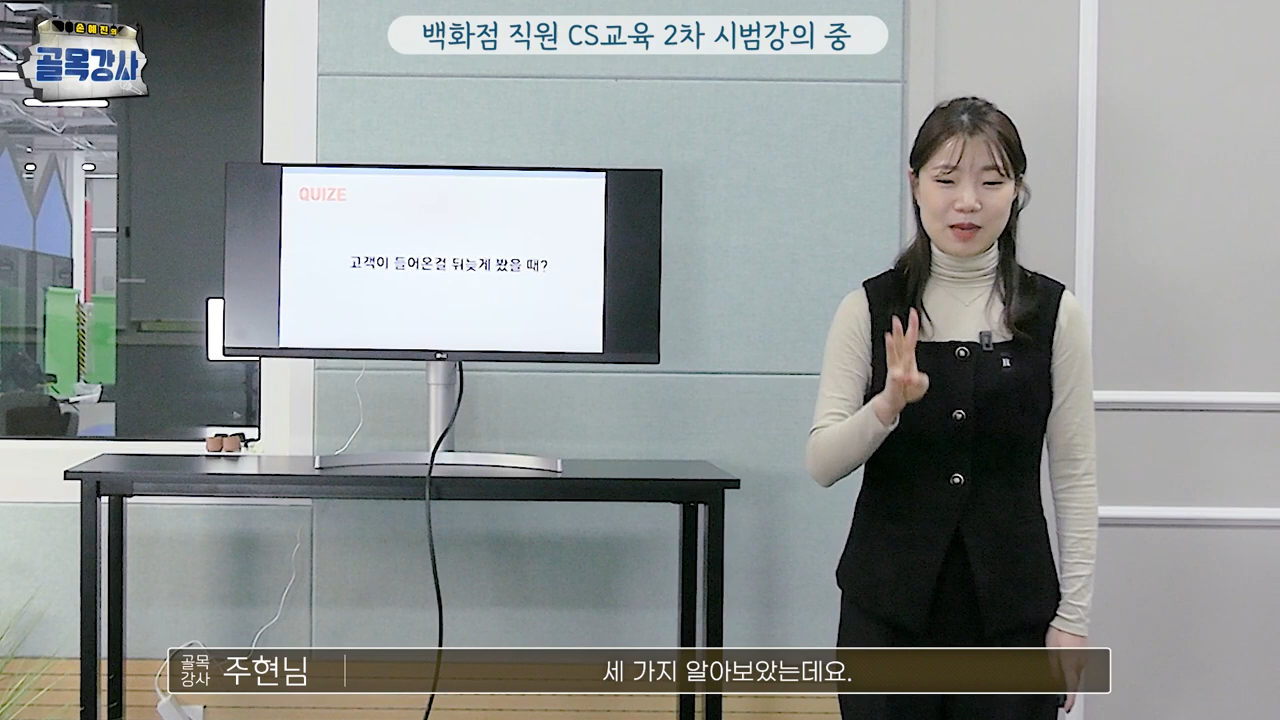 손혜진의
골목강사
백화점 직원 CS교육 2차 시범강의 중
QUIZE
고객이 들어온걸 뒤늦게 봤을 때?
골목
강사
주현님
세 가지 알아보았는데요.